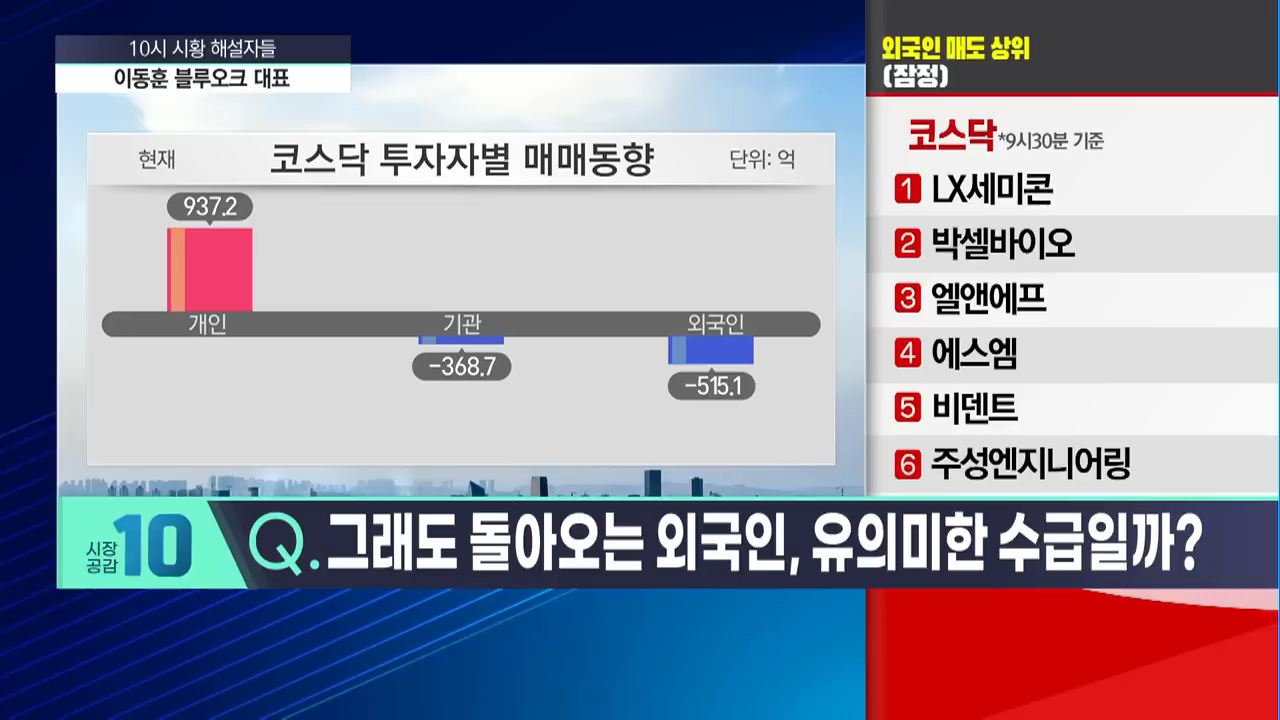 10시 시황 해설자들
이동훈 블루오크 대표
현재
코스닥 투자자별 매매동향
단위: 억
937.2
개인
기관
외국인
-368.7
-515.1
외국인 매도 상위
(잠정)
코스닥 *9시30분 기준
1 LX세미콘
2 박셀바이오
3 엘앤에프
4 에스엠
5 비덴트
6 주성엔지니어링
시장
공감
10
Q. 그래도 돌아오는 외국인, 유의미한 수급일까?